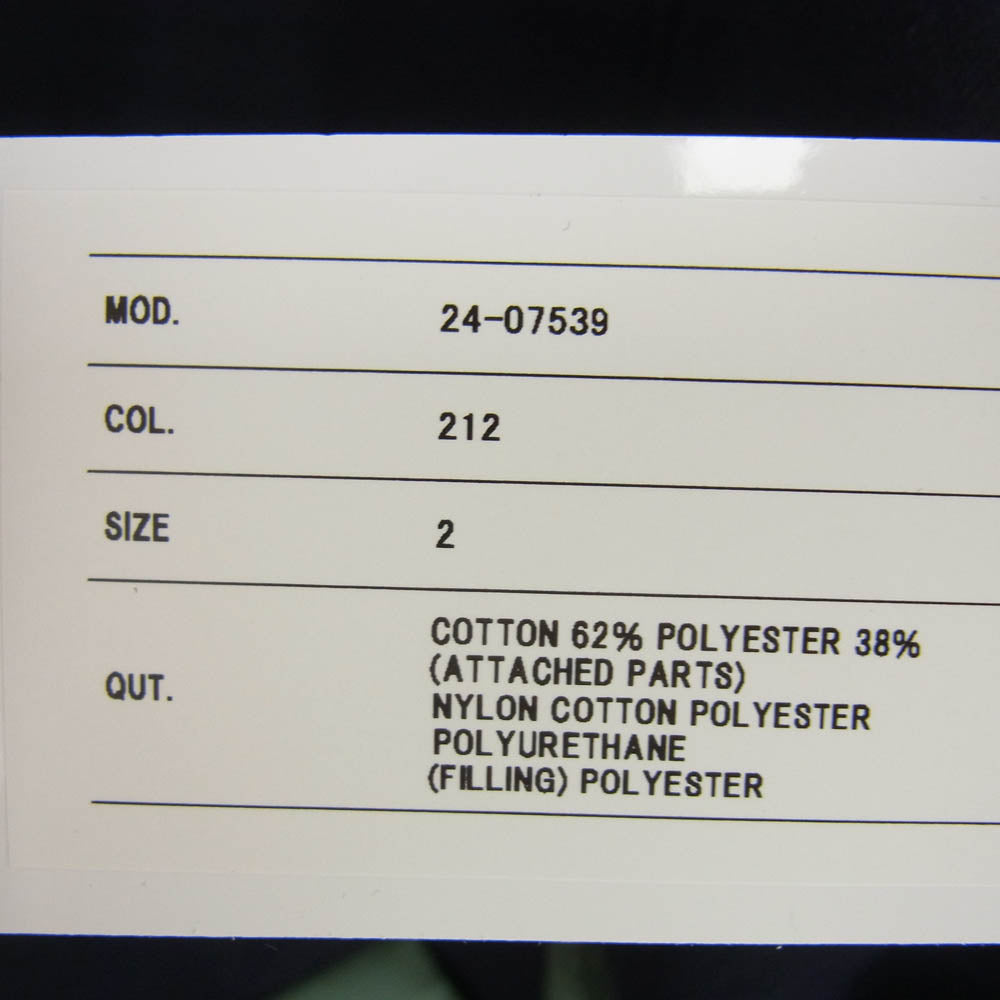 MOD. 24-07539
COL. 212
SIZE 2
QUT. COTTON 62% POLYESTER 38%
(ATTACHED PARTS)
NYLON COTTON POLYESTER
POLYURETHANE
(FILLING) POLYESTER